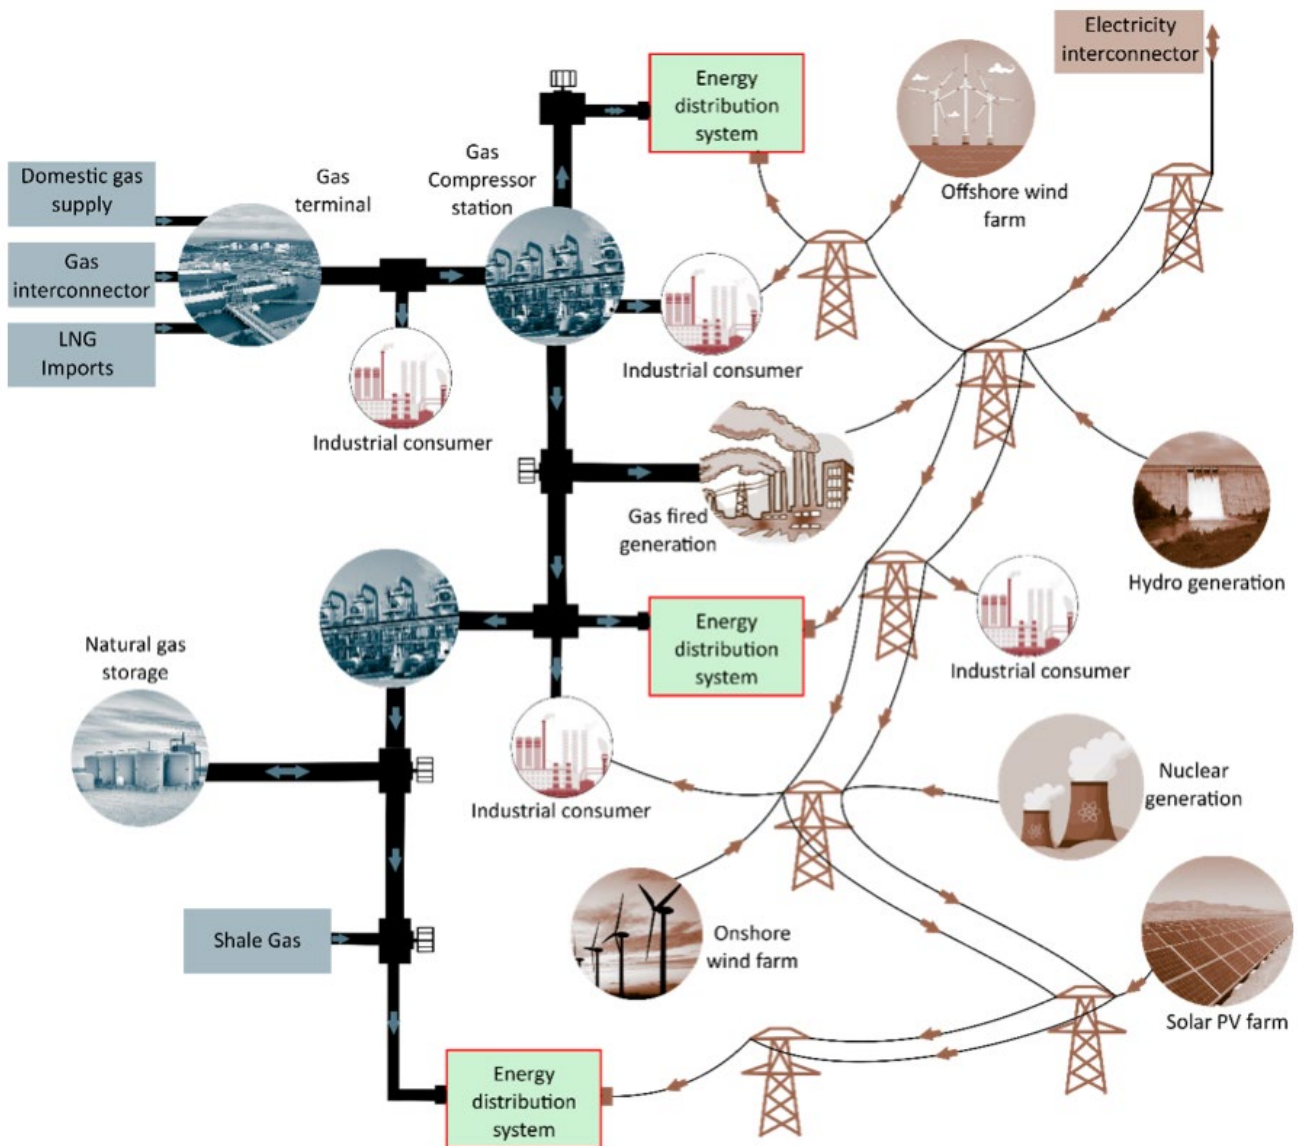 Electricity
interconnector
Energy
distribution
system
Offshore wind
farm
Domestic gas
supply
Gas
terminal
Gas
Compressor
station
Gas
interconnector
LNG
Imports
Industrial consumer
Industrial consumer
Gas fired
generation
Hydro generation
Natural gas
storage
Energy
distribution
system
Industrial consumer
Industrial consumer
Nuclear
generation
Shale Gas
Onshore
wind farm
Solar PV farm
Energy
distribution
system